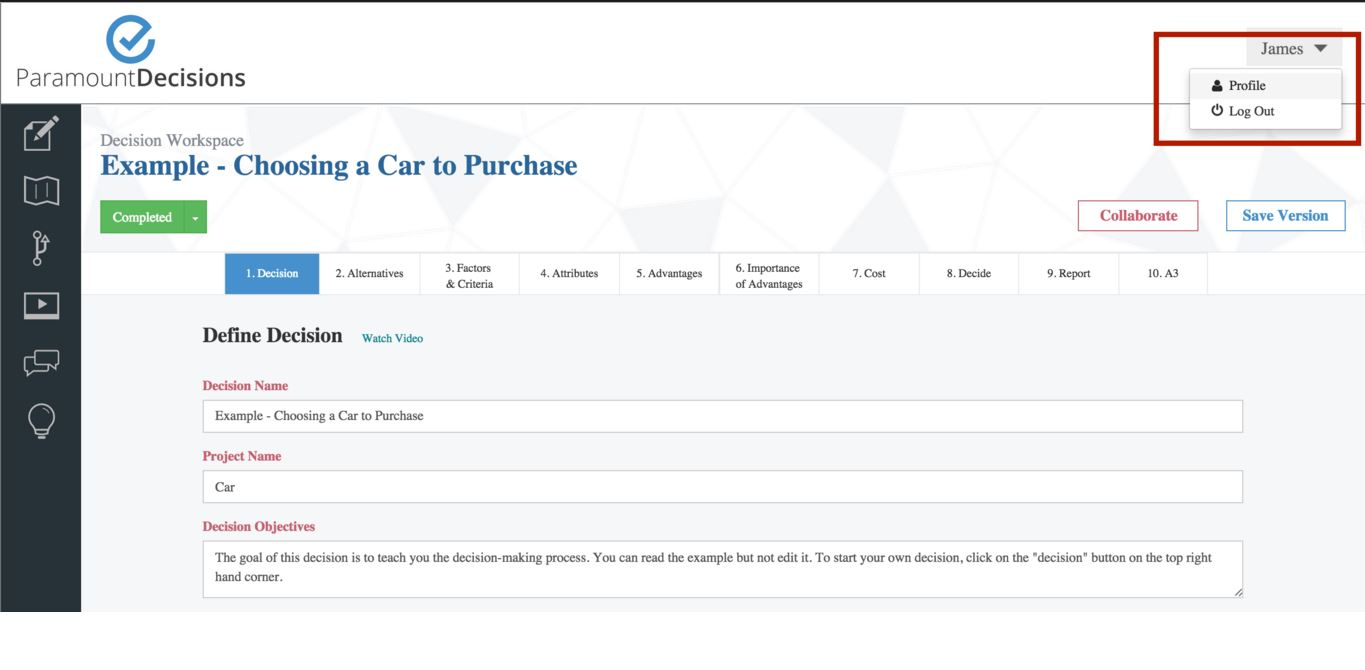 ParamountDecisions
James
Profile
Log Out
Decision Workspace
Example - Choosing a Car to Purchase
Completed
Collaborate
Save Version
1. Decision
2. Alternatives
3. Factors
& Criteria
4. Attributes
5. Advantages
6. Importance
of Advantages
7. Cost
8. Decide
9. Report
10. A3
Define Decision
Watch Video
Decision Name
Example - Choosing a Car to Purchase
Project Name
Car
Decision Objectives
The goal of this decision is to teach you the decision-making process. You can read the example but not edit it. To start your own decision, click on the "decision" button on the top right
hand corner.